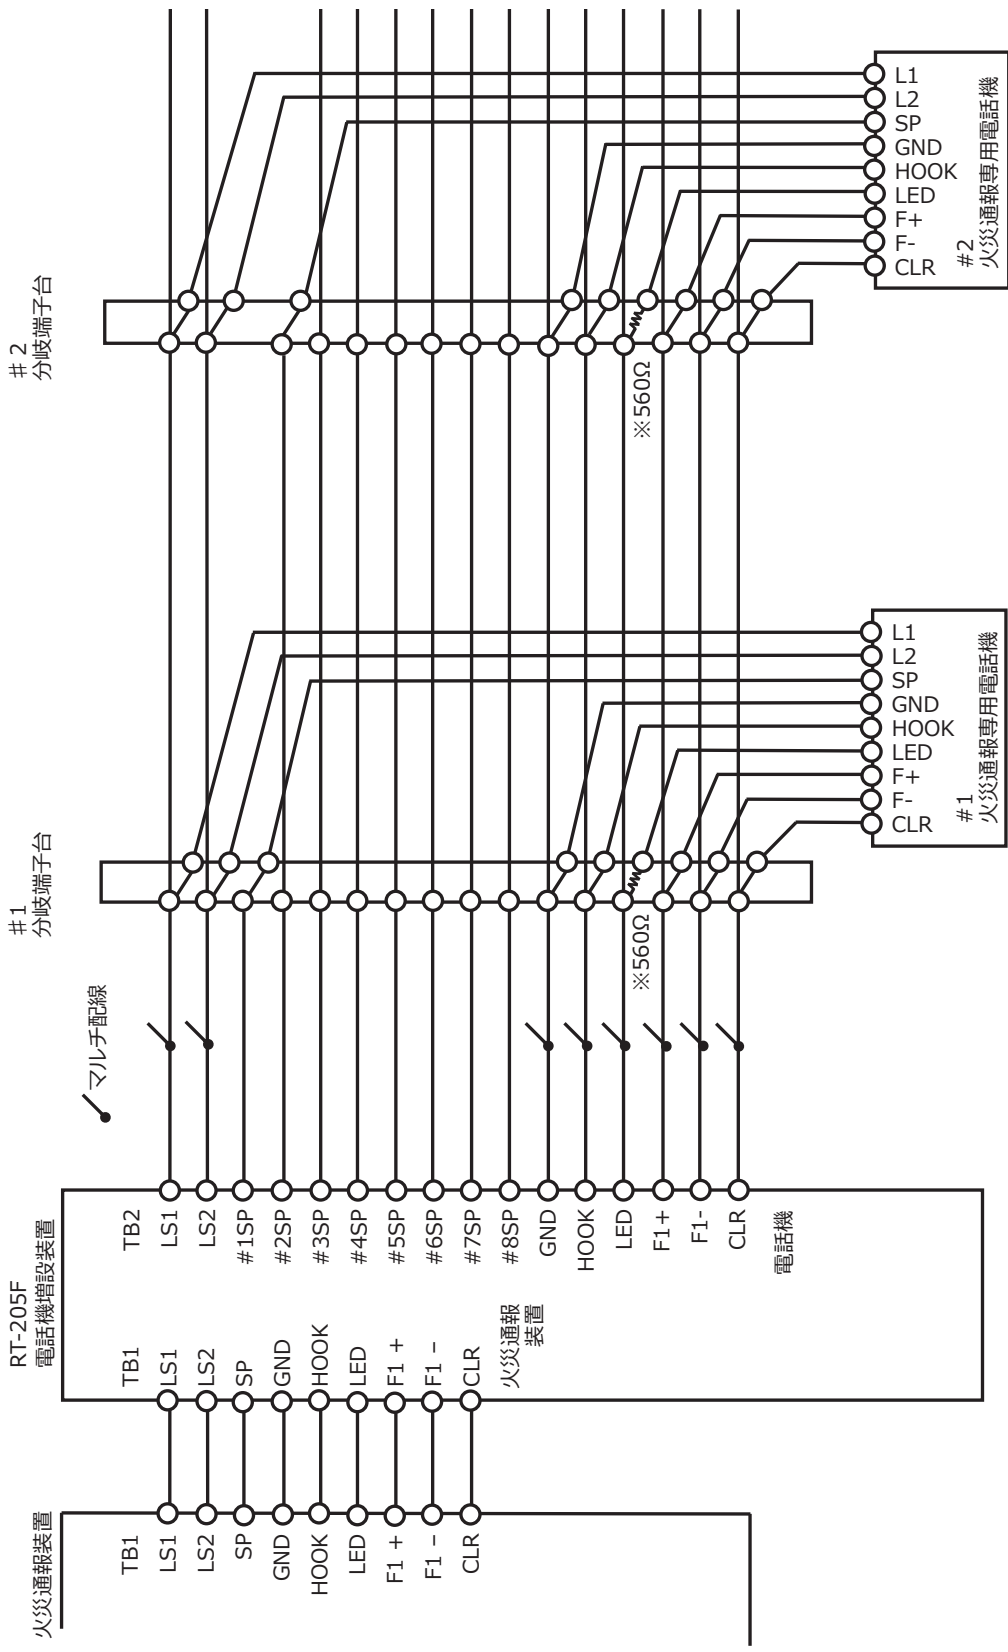 火災通報装置
TB1
LS1
LS2
SP
GND
HOOK
LED
F1 +
F1 −
CLR
RT-205F
電話機増設装置
TB1
LS1
LS2
SP
GND
HOOK
LED
F1 +
F1 −
CLR
火災通報
装置
TB2
LS1
LS2
#1SP
#2SP
#3SP
#4SP
#5SP
#6SP
#7SP
#8SP
GND
HOOK
LED
F1+
F1-
CLR
電話機
マルチ配線
#1
分岐端子台
※560Ω
L1
L2
SP
GND
HOOK
LED
F+
F-
CLR
#1
火災通報専用電話機
# 2
分岐端子台
※560Ω
L1
L2
SP
GND
HOOK
LED
F+
F-
CLR
#2
火災通報専用電話機